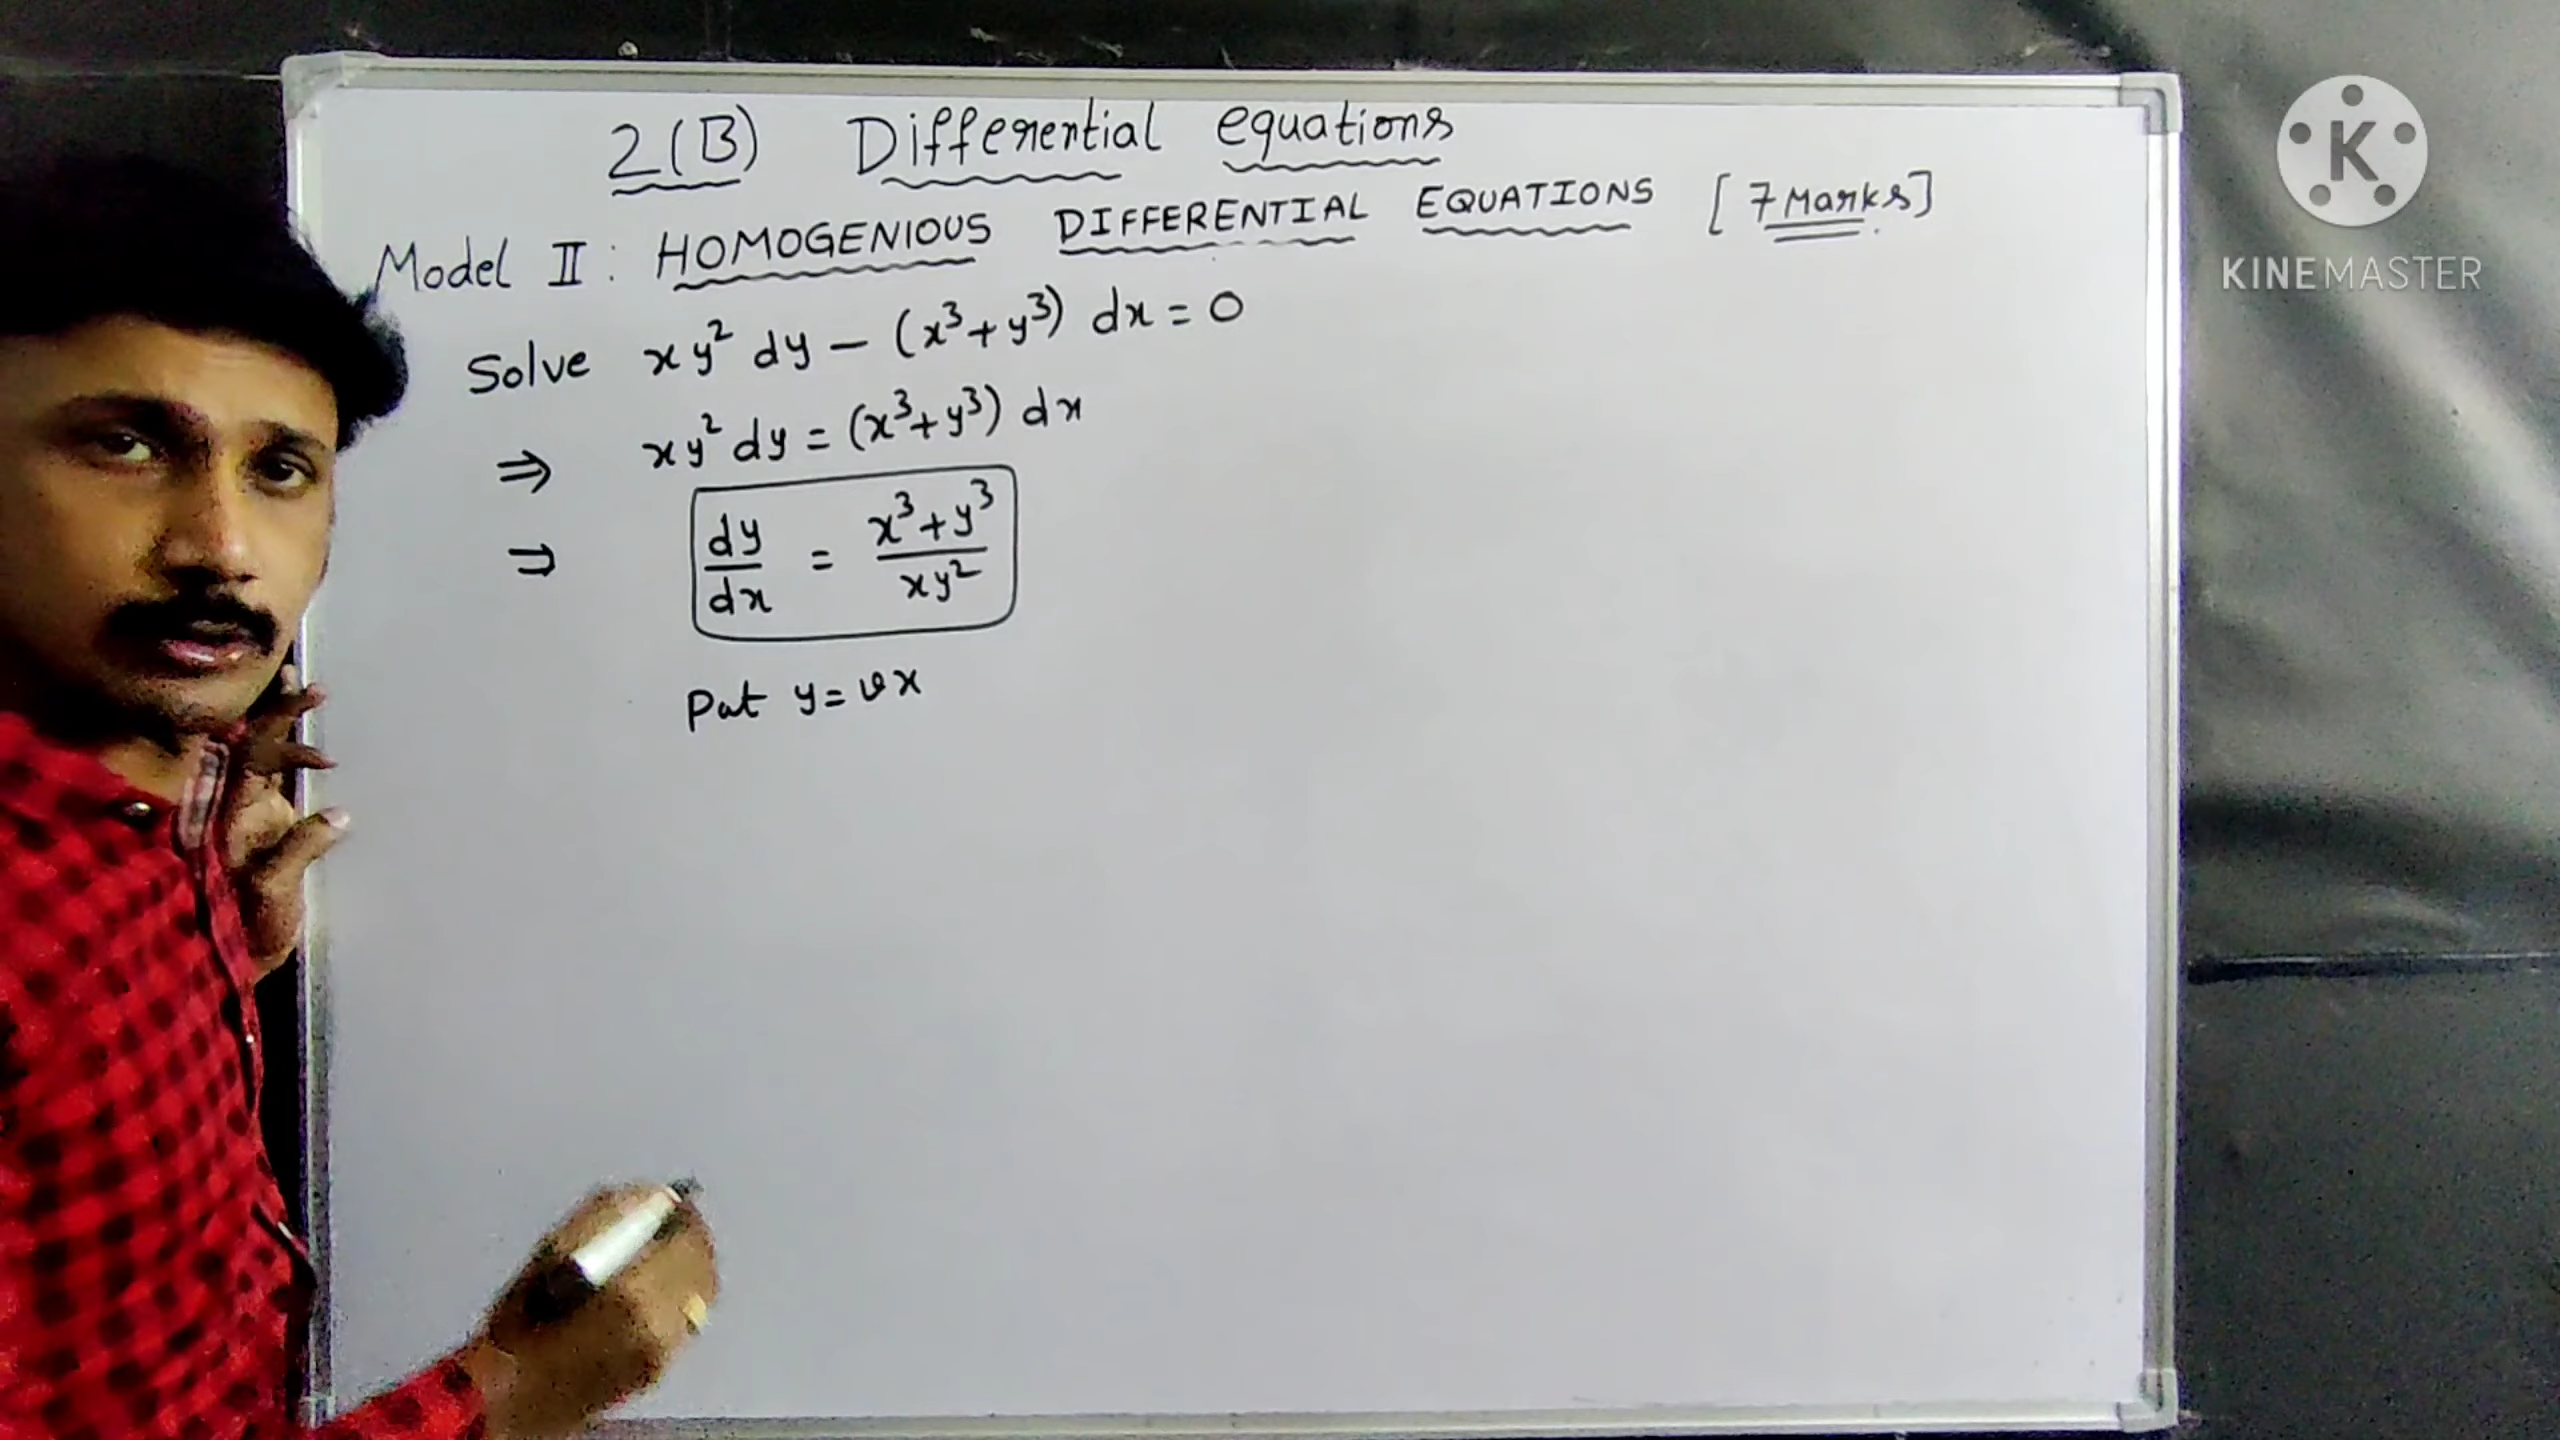 2(B) Differential equations
Model II : HOMOGENIOUS DIFFERENTIAL EQUATIONS [7 Marks]
Solve xy² dy − (x³+y³) dx = 0
⇒ xy² dy = (x³+y³) dx
⇒ dy/dx = x³+y³/xy²
Put y = vx
K
KINEMASTER